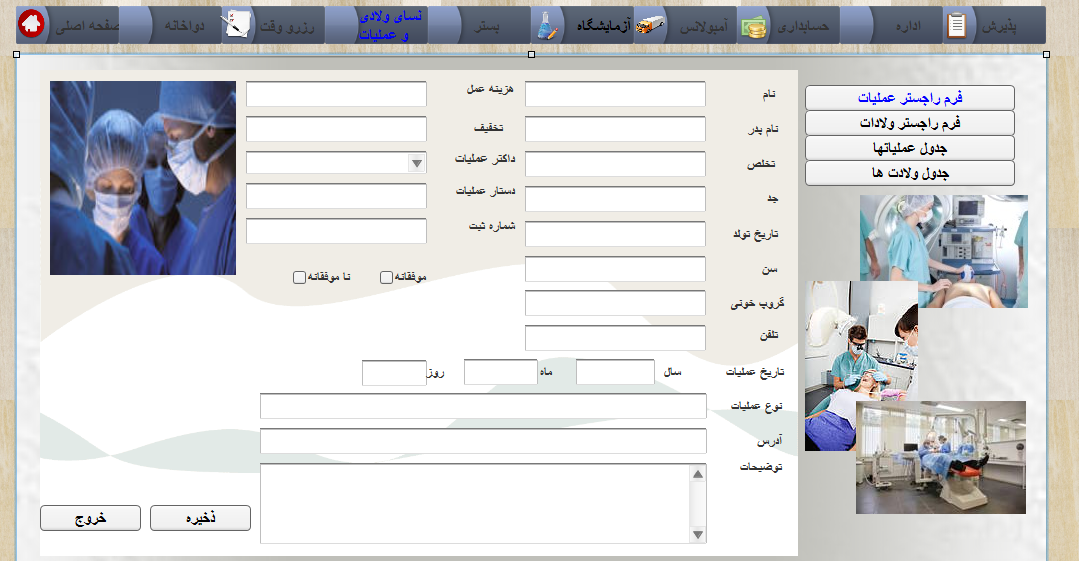 پذیرش
اداره
حسابداری
آمبولانس
آزمایشگاه
بستر
نسای ولادی
و عملیات
رزرو وقت
دواخانه
صفحه اصلی
فرم راجستر عملیات
فرم راجستر ولادات
جدول عملیاتها
جدول ولادت ها
نام
نام پدر
تخلص
جد
تاریخ تولد
سن
گروپ خونی
تلفن
هزینه عمل
تخفیف
داکتر عملیات
دستار عملیات
شماره ثبت
موفقانه
نا موفقانه
تاریخ عملیات
سال
ماه
روز
نوع عملیات
آدرس
توضیحات
ذخیره
خروج